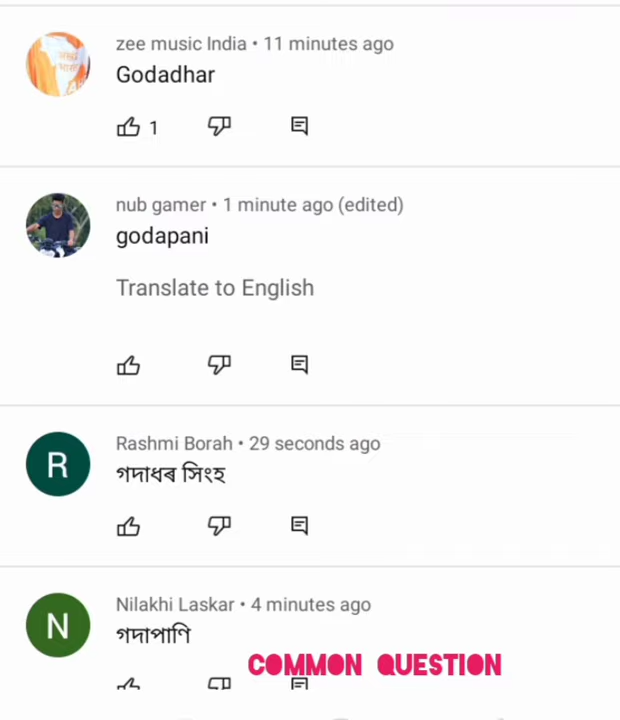 zee music India • 11 minutes ago
Godadhar
1
nub gamer • 1 minute ago (edited)
godapani
Translate to English
R
Rashmi Borah • 29 seconds ago
গদাধৰ সিংহ
N
Nilakhi Laskar • 4 minutes ago
গদাপাণি
COMMON QUESTION